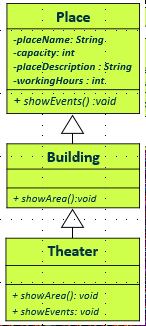 Place
-placeName: String
-capacity: int
-placeDescription : String
-workingHours : int
+ showEvents() :void
Building
+showArea():void
Theater
+ showArea(): void
+ showEvents: void